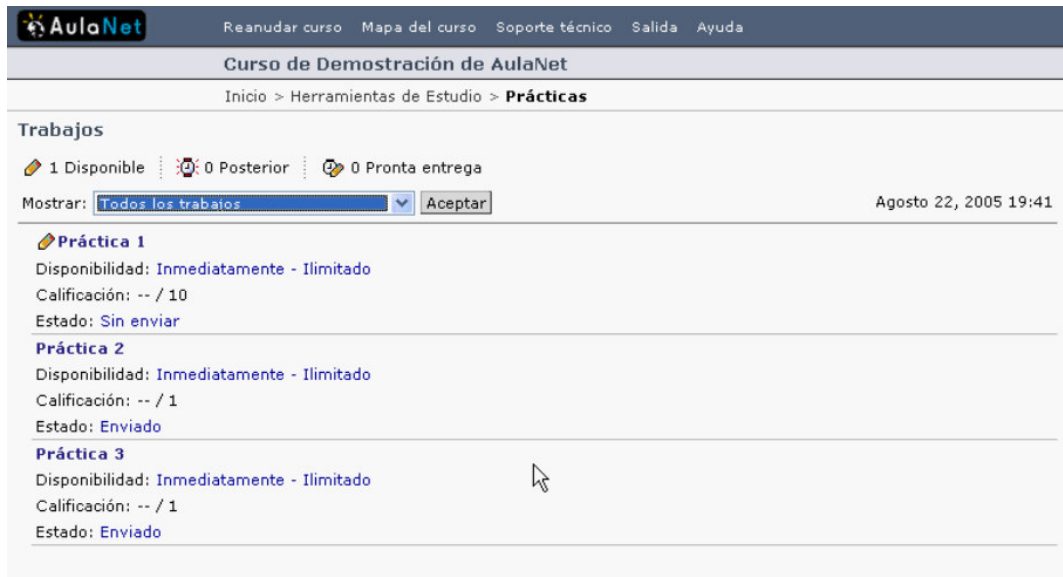 AulaNet Reanudar curso Mapa del curso Soporte técnico Salida Ayuda
Curso de Demostración de AulaNet
Inicio > Herramientas de Estudio > Prácticas
Trabajos
1 Disponible 0 Posterior 0 Pronta entrega
Mostrar: Todos los trabajos Aceptar Agosto 22, 2005 19:41
Práctica 1
Disponibilidad: Inmediatamente - Ilimitado
Calificación: -- / 10
Estado: Sin enviar
Práctica 2
Disponibilidad: Inmediatamente - Ilimitado
Calificación: -- / 1
Estado: Enviado
Práctica 3
Disponibilidad: Inmediatamente - Ilimitado
Calificación: -- / 1
Estado: Enviado